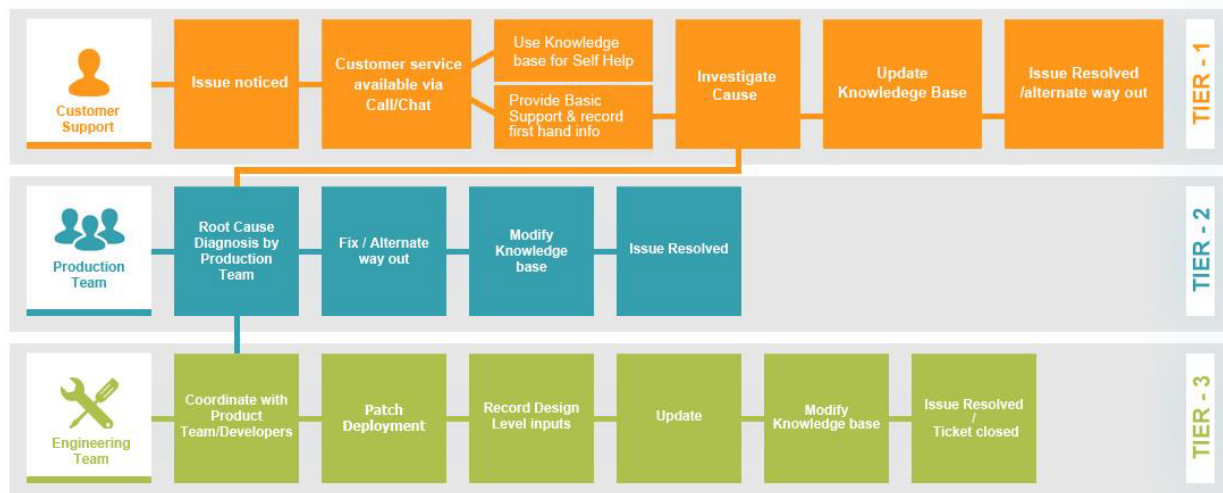 Customer
Support
Issue noticed
Customer service
available via
Call/Chat
Use Knowledge
base for Self Help
Provide Basic
Support & record
first hand info
Investigate
Cause
Update
Knowledege Base
Issue Resolved
/alternate way out
TIER - 1
Production
Team
Root Cause
Diagnosis by
Production
Team
Fix / Alternate
way out
Modify
Knowledge
base
Issue Resolved
TIER - 2
Engineering
Team
Coordinate with
Product
Team/Developers
Patch
Deployment
Record Design
Level inputs
Update
Modify
Knowledge base
Issue Resolved
/
Ticket closed
TIER - 3